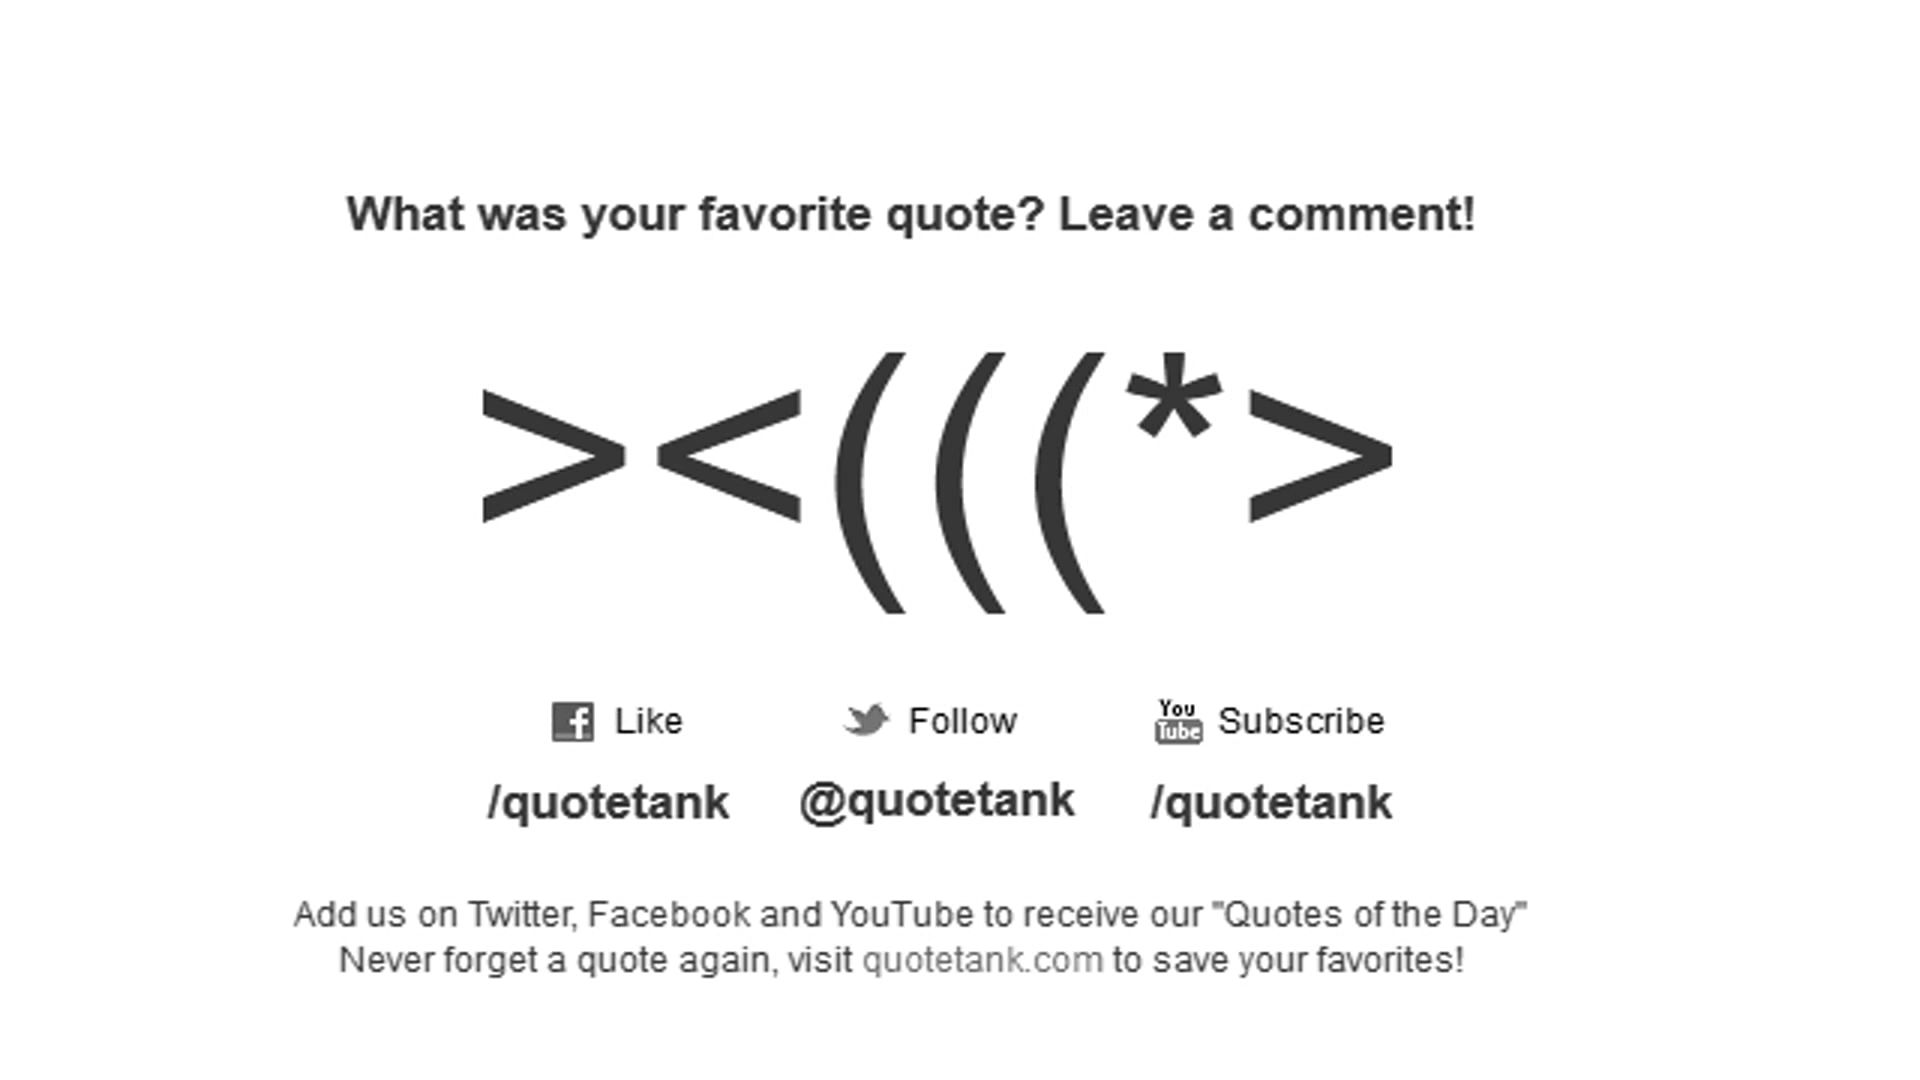 What was your favorite quote? Leave a comment!
><(((*>
f Like Follow You Tube Subscribe
/quotetank @quotetank /quotetank
Add us on Twitter, Facebook and YouTube to receive our "Quotes of the Day"
Never forget a quote again, visit quotetank.com to save your favorites!